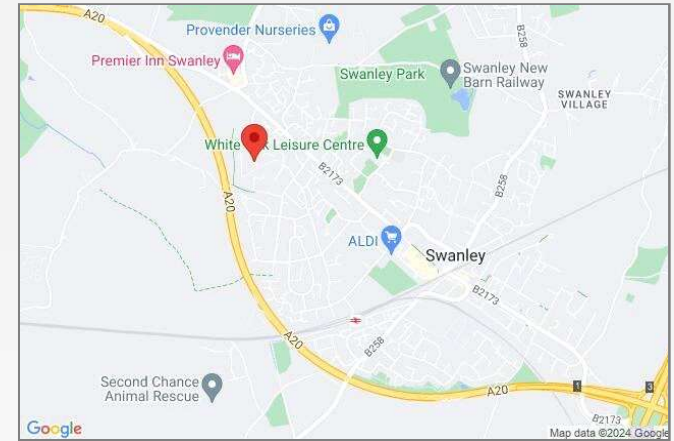 A20
Provender Nurseries
Premier Inn Swanley
B258
Swanley Park
Swanley New
Barn Railway
SWANLEY
VILLAGE
White
k Leisure Centre
B2173
A20
B258
ALDI
Swanley
B2173
A20
B258
Second Chance
Animal Rescue
A20
1
3
B2173
Google
Map data ©2024 Google